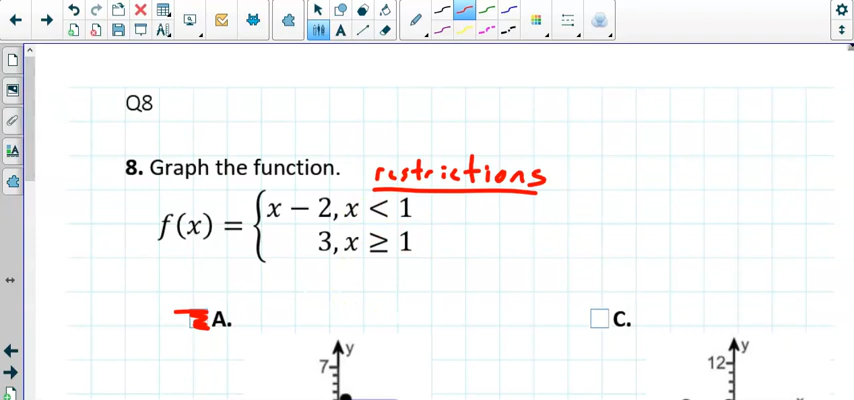 Q8
8. Graph the function. restrictions
f(x) = { x − 2, x < 1
3, x ≥ 1
A.
C.
y
7
y
12